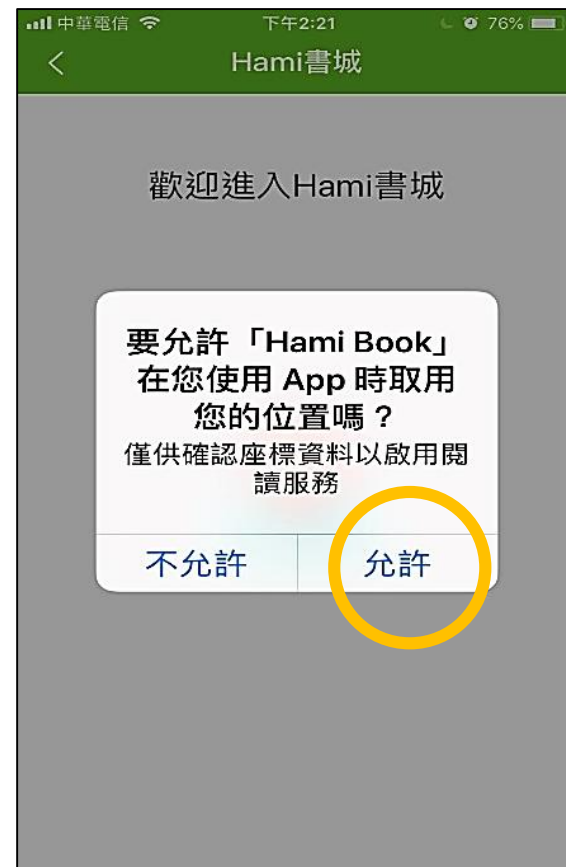 中華電信 下午2:21 76%
Hami書城
歡迎進入Hami書城
要允許「Hami Book」
在您使用 App 時取用
您的位置嗎？
僅供確認座標資料以啟用閱
讀服務
不允許 允許